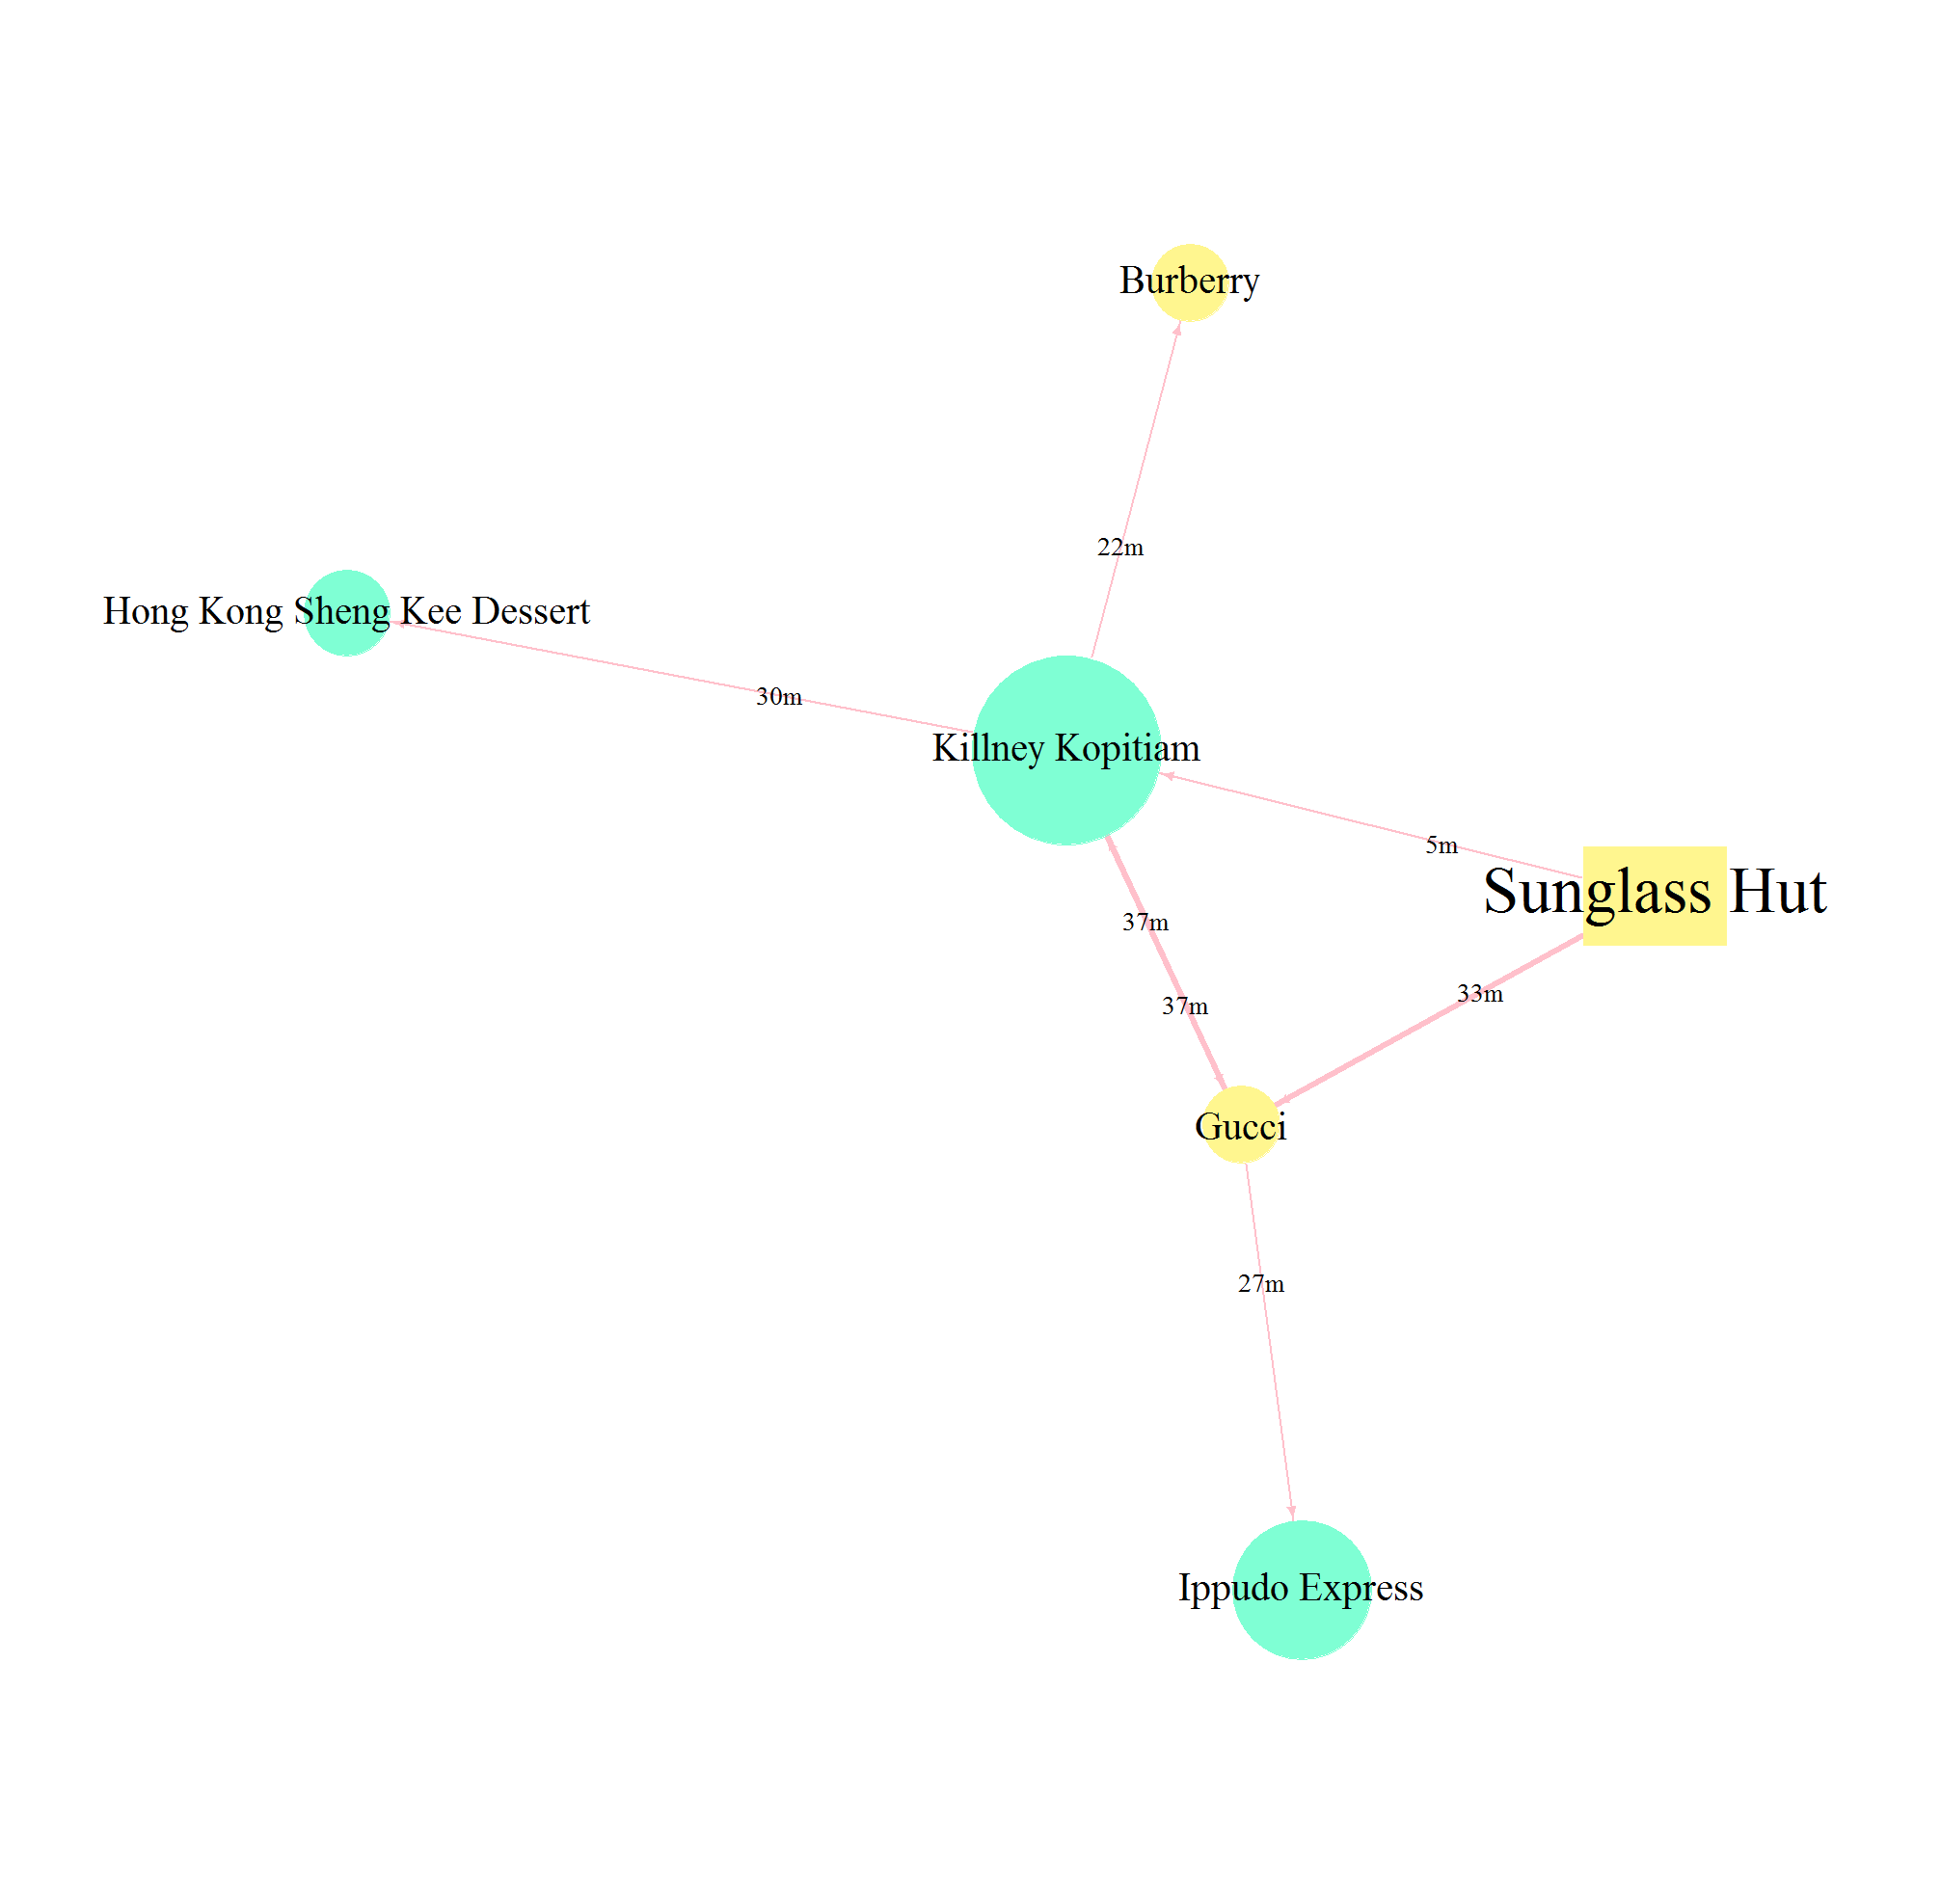 Burberry
22m
Hong Kong Sheng Kee Dessert
30m
Killney Kopitiam
5m
Sunglass Hut
37m
33m
37m
Gucci
27m
Ippudo Express